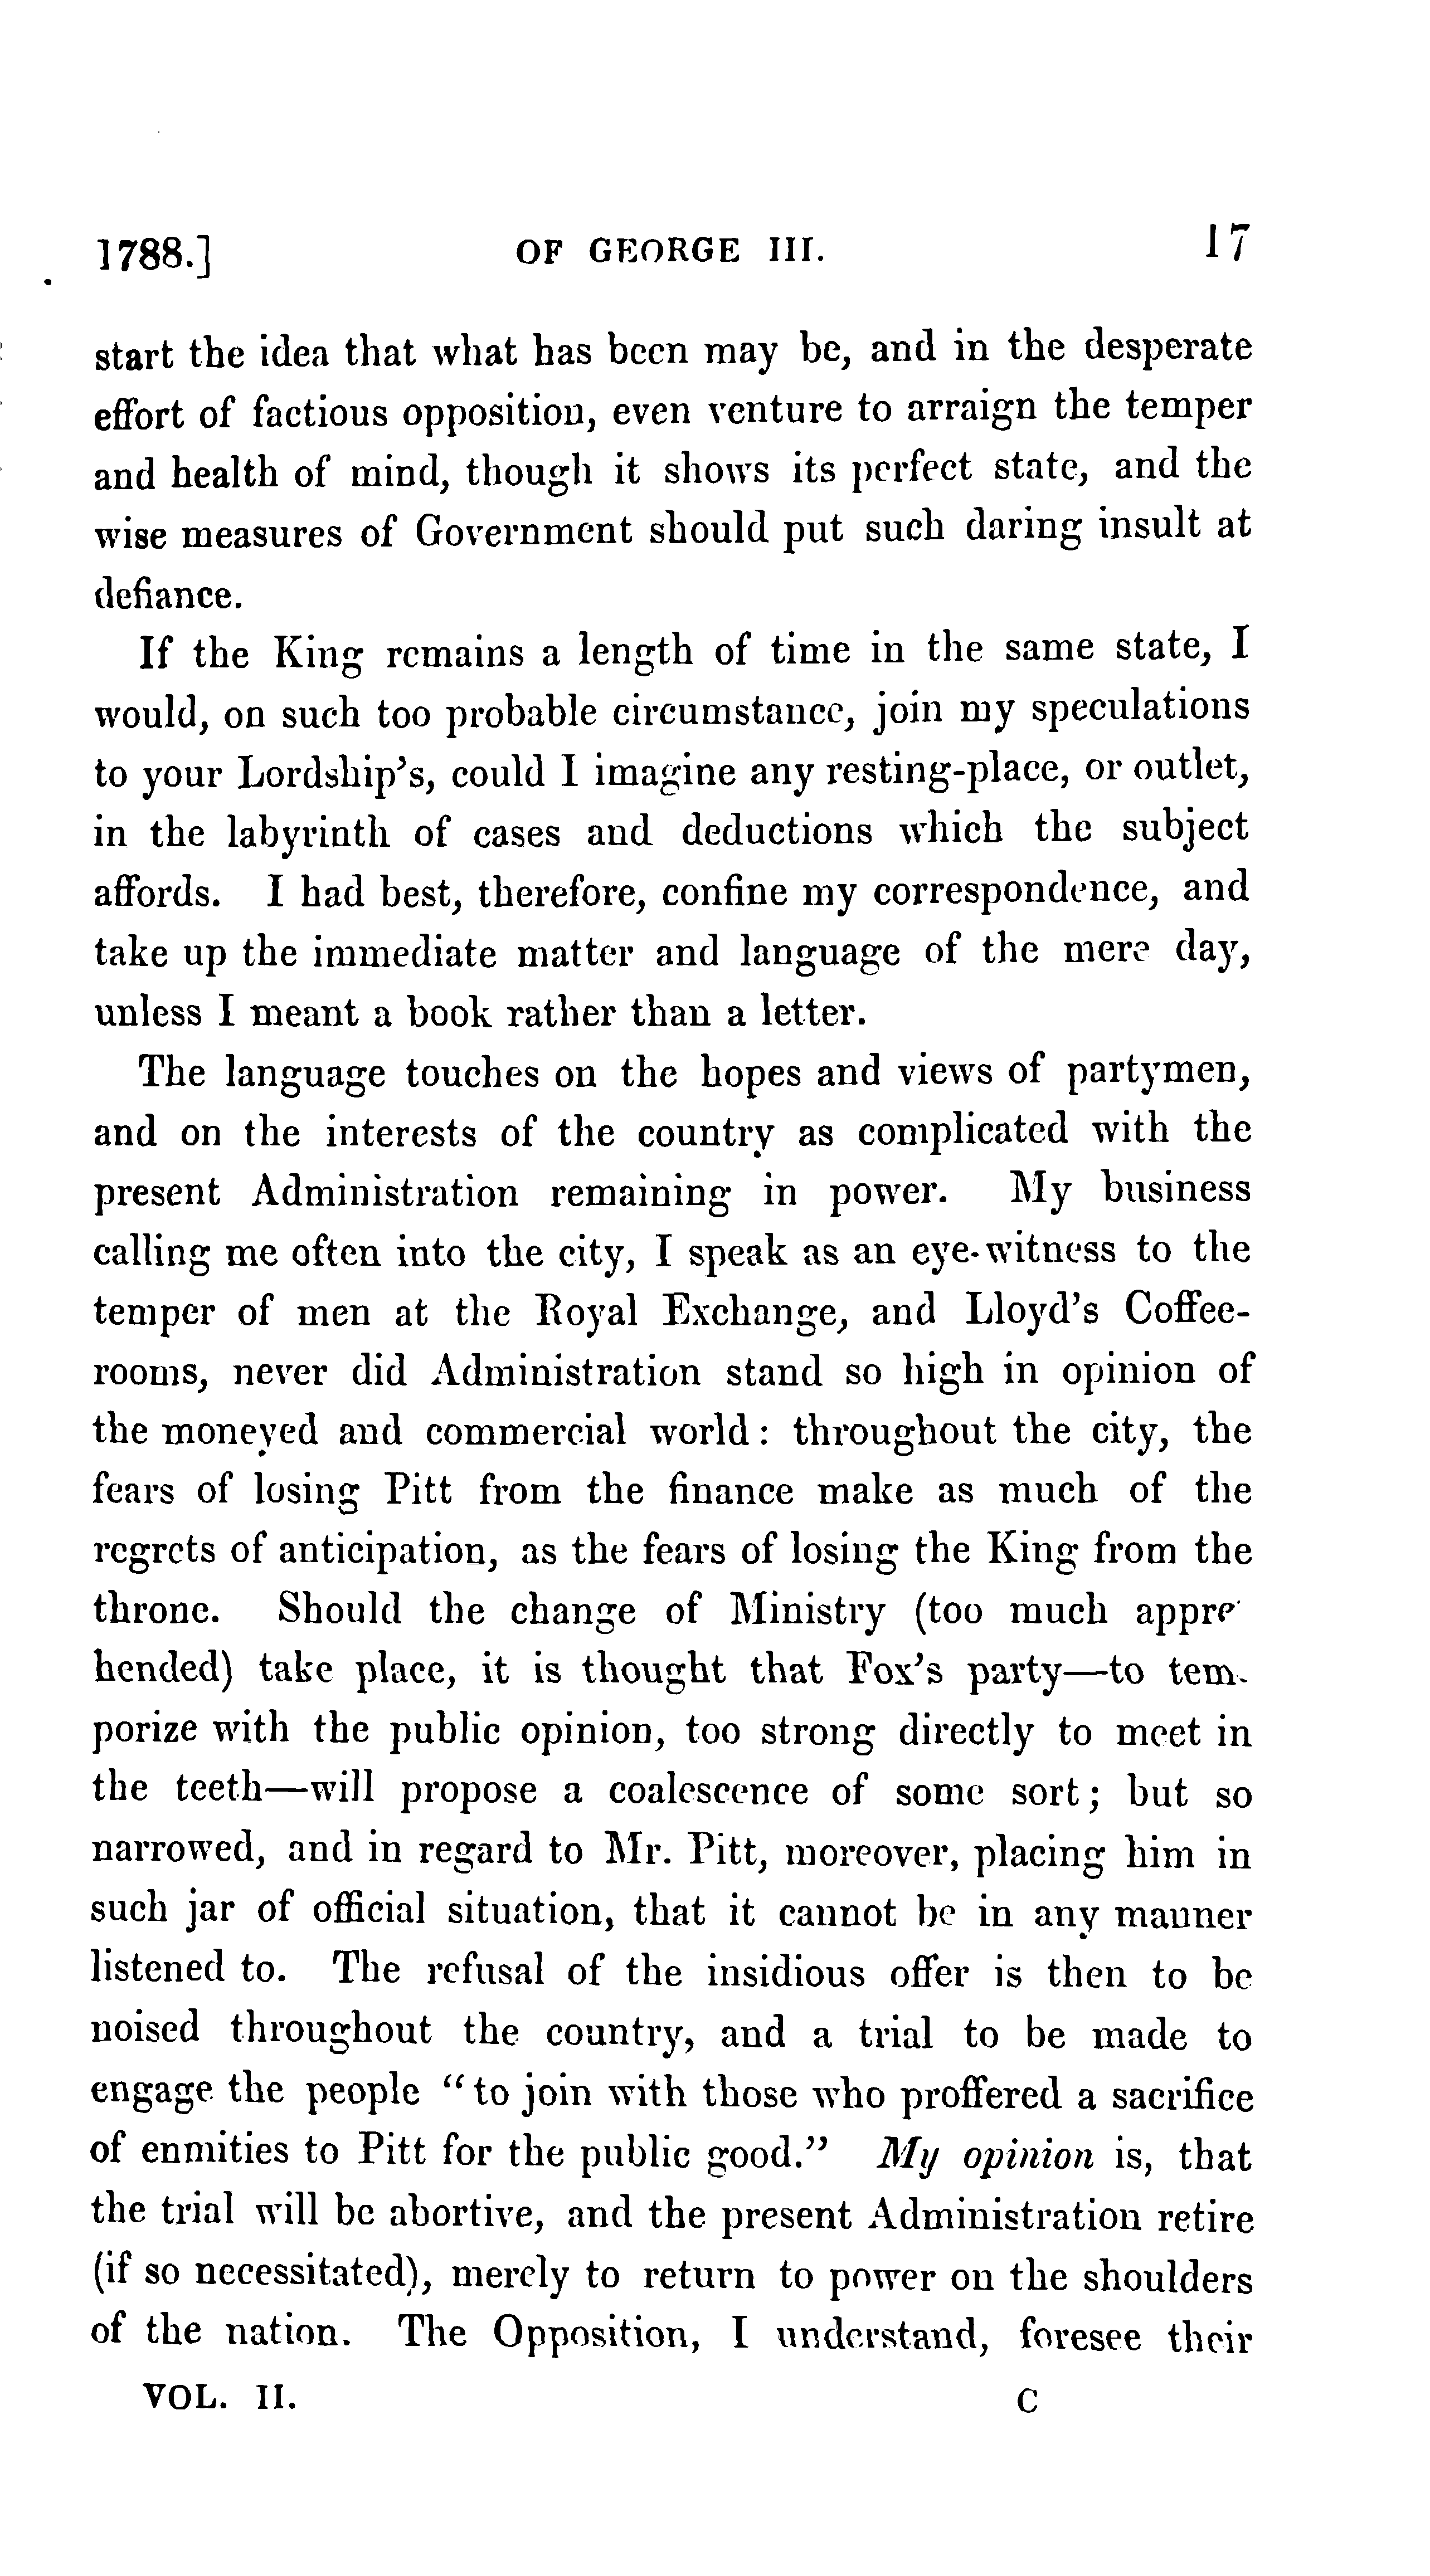 1788.] OF GEORGE III. 17
start the idea that what has been may be, and in the desperate
effort of factious opposition, even venture to arraign the temper
and health of mind, though it shows its perfect state, and the
wise measures of Government should put such daring insult at
defiance.
If the King remains a length of time in the same state, I
would, on such too probable circumstance, join my speculations
to your Lordship's, could I imagine any resting-place, or outlet,
in the labyrinth of cases and deductions which the subject
affords. I had best, therefore, confine my correspondence, and
take up the immediate matter and language of the mere day,
unless I meant a book rather than a letter.
The language touches on the hopes and views of partymen,
and on the interests of the country as complicated with the
present Administration remaining in power. My business
calling me often into the city, I speak as an eye-witness to the
temper of men at the Royal Exchange, and Lloyd's Coffee-
rooms, never did Administration stand so high in opinion of
the moneyed and commercial world: throughout the city, the
fears of losing Pitt from the finance make as much of the
regrets of anticipation, as the fears of losing the King from the
throne. Should the change of Ministry (too much appre-
hended) take place, it is thought that Fox's party—to tem-
porize with the public opinion, too strong directly to meet in
the teeth—will propose a coalescence of some sort; but so
narrowed, and in regard to Mr. Pitt, moreover, placing him in
such jar of official situation, that it cannot be in any manner
listened to. The refusal of the insidious offer is then to be
noised throughout the country, and a trial to be made to
engage the people "to join with those who proffered a sacrifice
of enmities to Pitt for the public good." My opinion is, that
the trial will be abortive, and the present Administration retire
(if so necessitated), merely to return to power on the shoulders
of the nation. The Opposition, I understand, foresee their
VOL. II. C